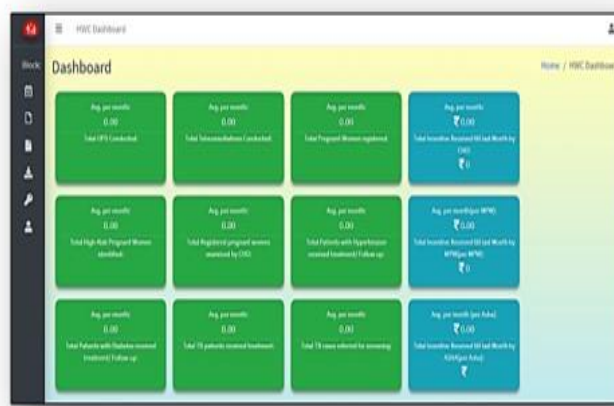 HWC Dashboard
Block:
Dashboard
Home / HWC Dashboard
Avg. per month:
0.00
Total OPD Conducted:
Avg. per month:
0.00
Total Teleconsultations Conducted:
Avg. per month:
0.00
Total Pregnant Women registered:
Avg. per month:
₹0.00
Total Incentive Received till last Month by
CHO:
₹0
Avg. per month:
0.00
Total High-Risk Pregnant Women
identified:
Avg. per month:
0.00
Total Registered pregnant women
examined by CHO:
Avg. per month:
0.00
Total Patients with Hypertension
received treatment/ Follow up:
Avg. per month(per MPW):
₹0.00
Total Incentive Received till last Month by
MPW(per MPW):
₹0
Avg. per month:
0.00
Total Patients with Diabetes received
treatment/ Follow up:
Avg. per month:
0.00
Total TB patients received treatment:
Avg. per month:
0.00
Total TB cases referred for screening:
Avg. per month (per Asha):
₹0.00
Total Incentive Received till last Month by
ASHA(per Asha):
₹